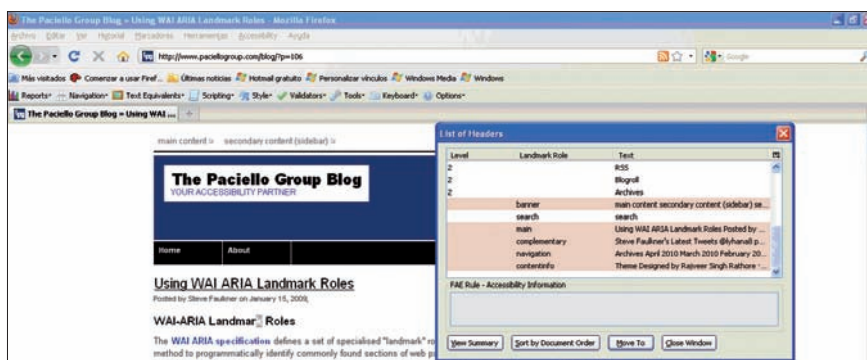 The Paciello Group Blog » Using WAI ARIA Landmark Roles - Mozilla Firefox
Archivo Editar Ver Historial Marcadores Herramientas Accessibility Ayuda
http://www.paciellogroup.com/blog/?p=106
Google
Más visitados Comenzar a usar Firef... Últimas noticias Hotmail gratuito Personalizar vínculos Windows Media Windows
Reports Navigation Text Equivalents Scripting Style Validators Tools Keyboard Options
The Paciello Group Blog » Using WAI ...
main content secondary content (sidebar)
The Paciello Group Blog
YOUR ACCESSIBILITY PARTNER
Home About
Using WAI ARIA Landmark Roles
Posted by Steve Faulkner on January 15, 2009,
WAI-ARIA Landmark Roles
The WAI ARIA specification defines a set of specialised "landmark" ro
method to programmatically identify commonly found sections of web p
List of Headers
Level Landmark Role Text
2 RSS
2 Blogroll
2 Archives
banner main content secondary content (sidebar) se...
search search
main Using WAI ARIA Landmark Roles Posted by ...
complementary Steve Faulkner's Latest Tweets @lyhana8 p...
navigation Archives April 2010 March 2010 February 20...
contentinfo Theme Designed by Rajveer Singh Rathore ·...
FAE Rule - Accessibility Information
View Summary Sort by Document Order Move To Close Window